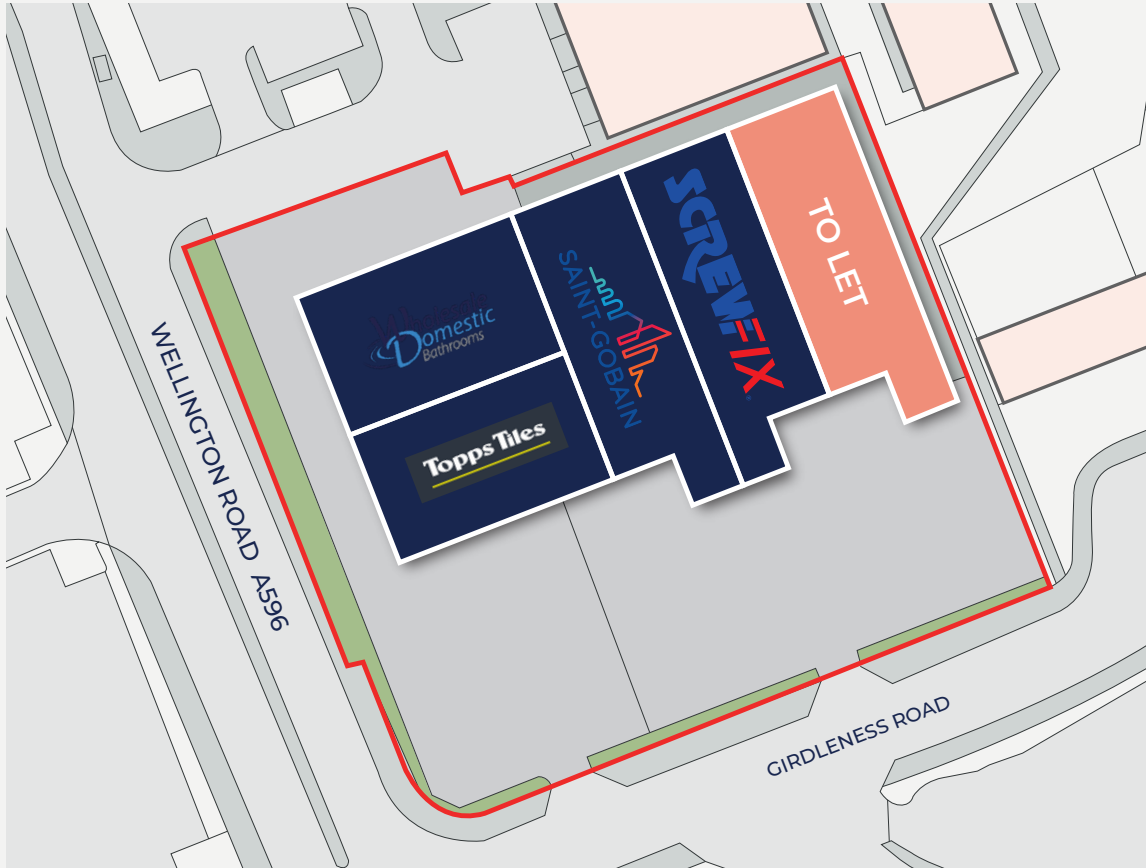 Domestic
Bathrooms
Topps Tiles
SAINT-GOBAIN
SCREWFIX
TO LET
WELLINGTON ROAD A596
GIRDLENESS ROAD